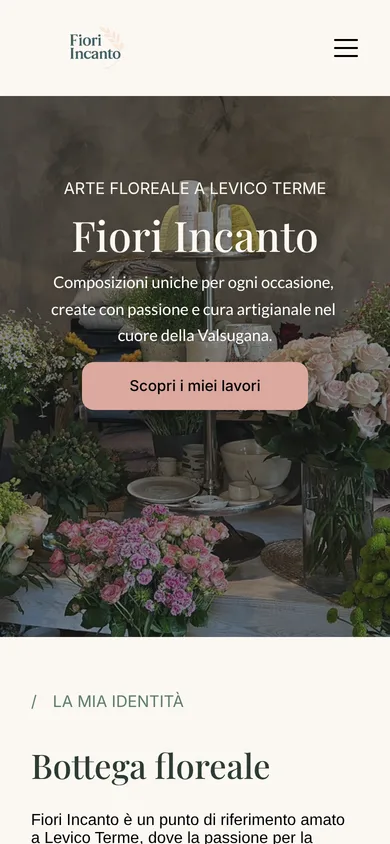 Fiori
Incanto
ARTE FLOREALE A LEVICO TERME
Fiori Incanto
Composizioni uniche per ogni occasione,
create con passione e cura artigianale nel
cuore della Valsugana.
Scopri i miei lavori
/ LA MIA IDENTITÀ
Bottega floreale
Fiori Incanto è un punto di riferimento amato
a Levico Terme, dove la passione per la